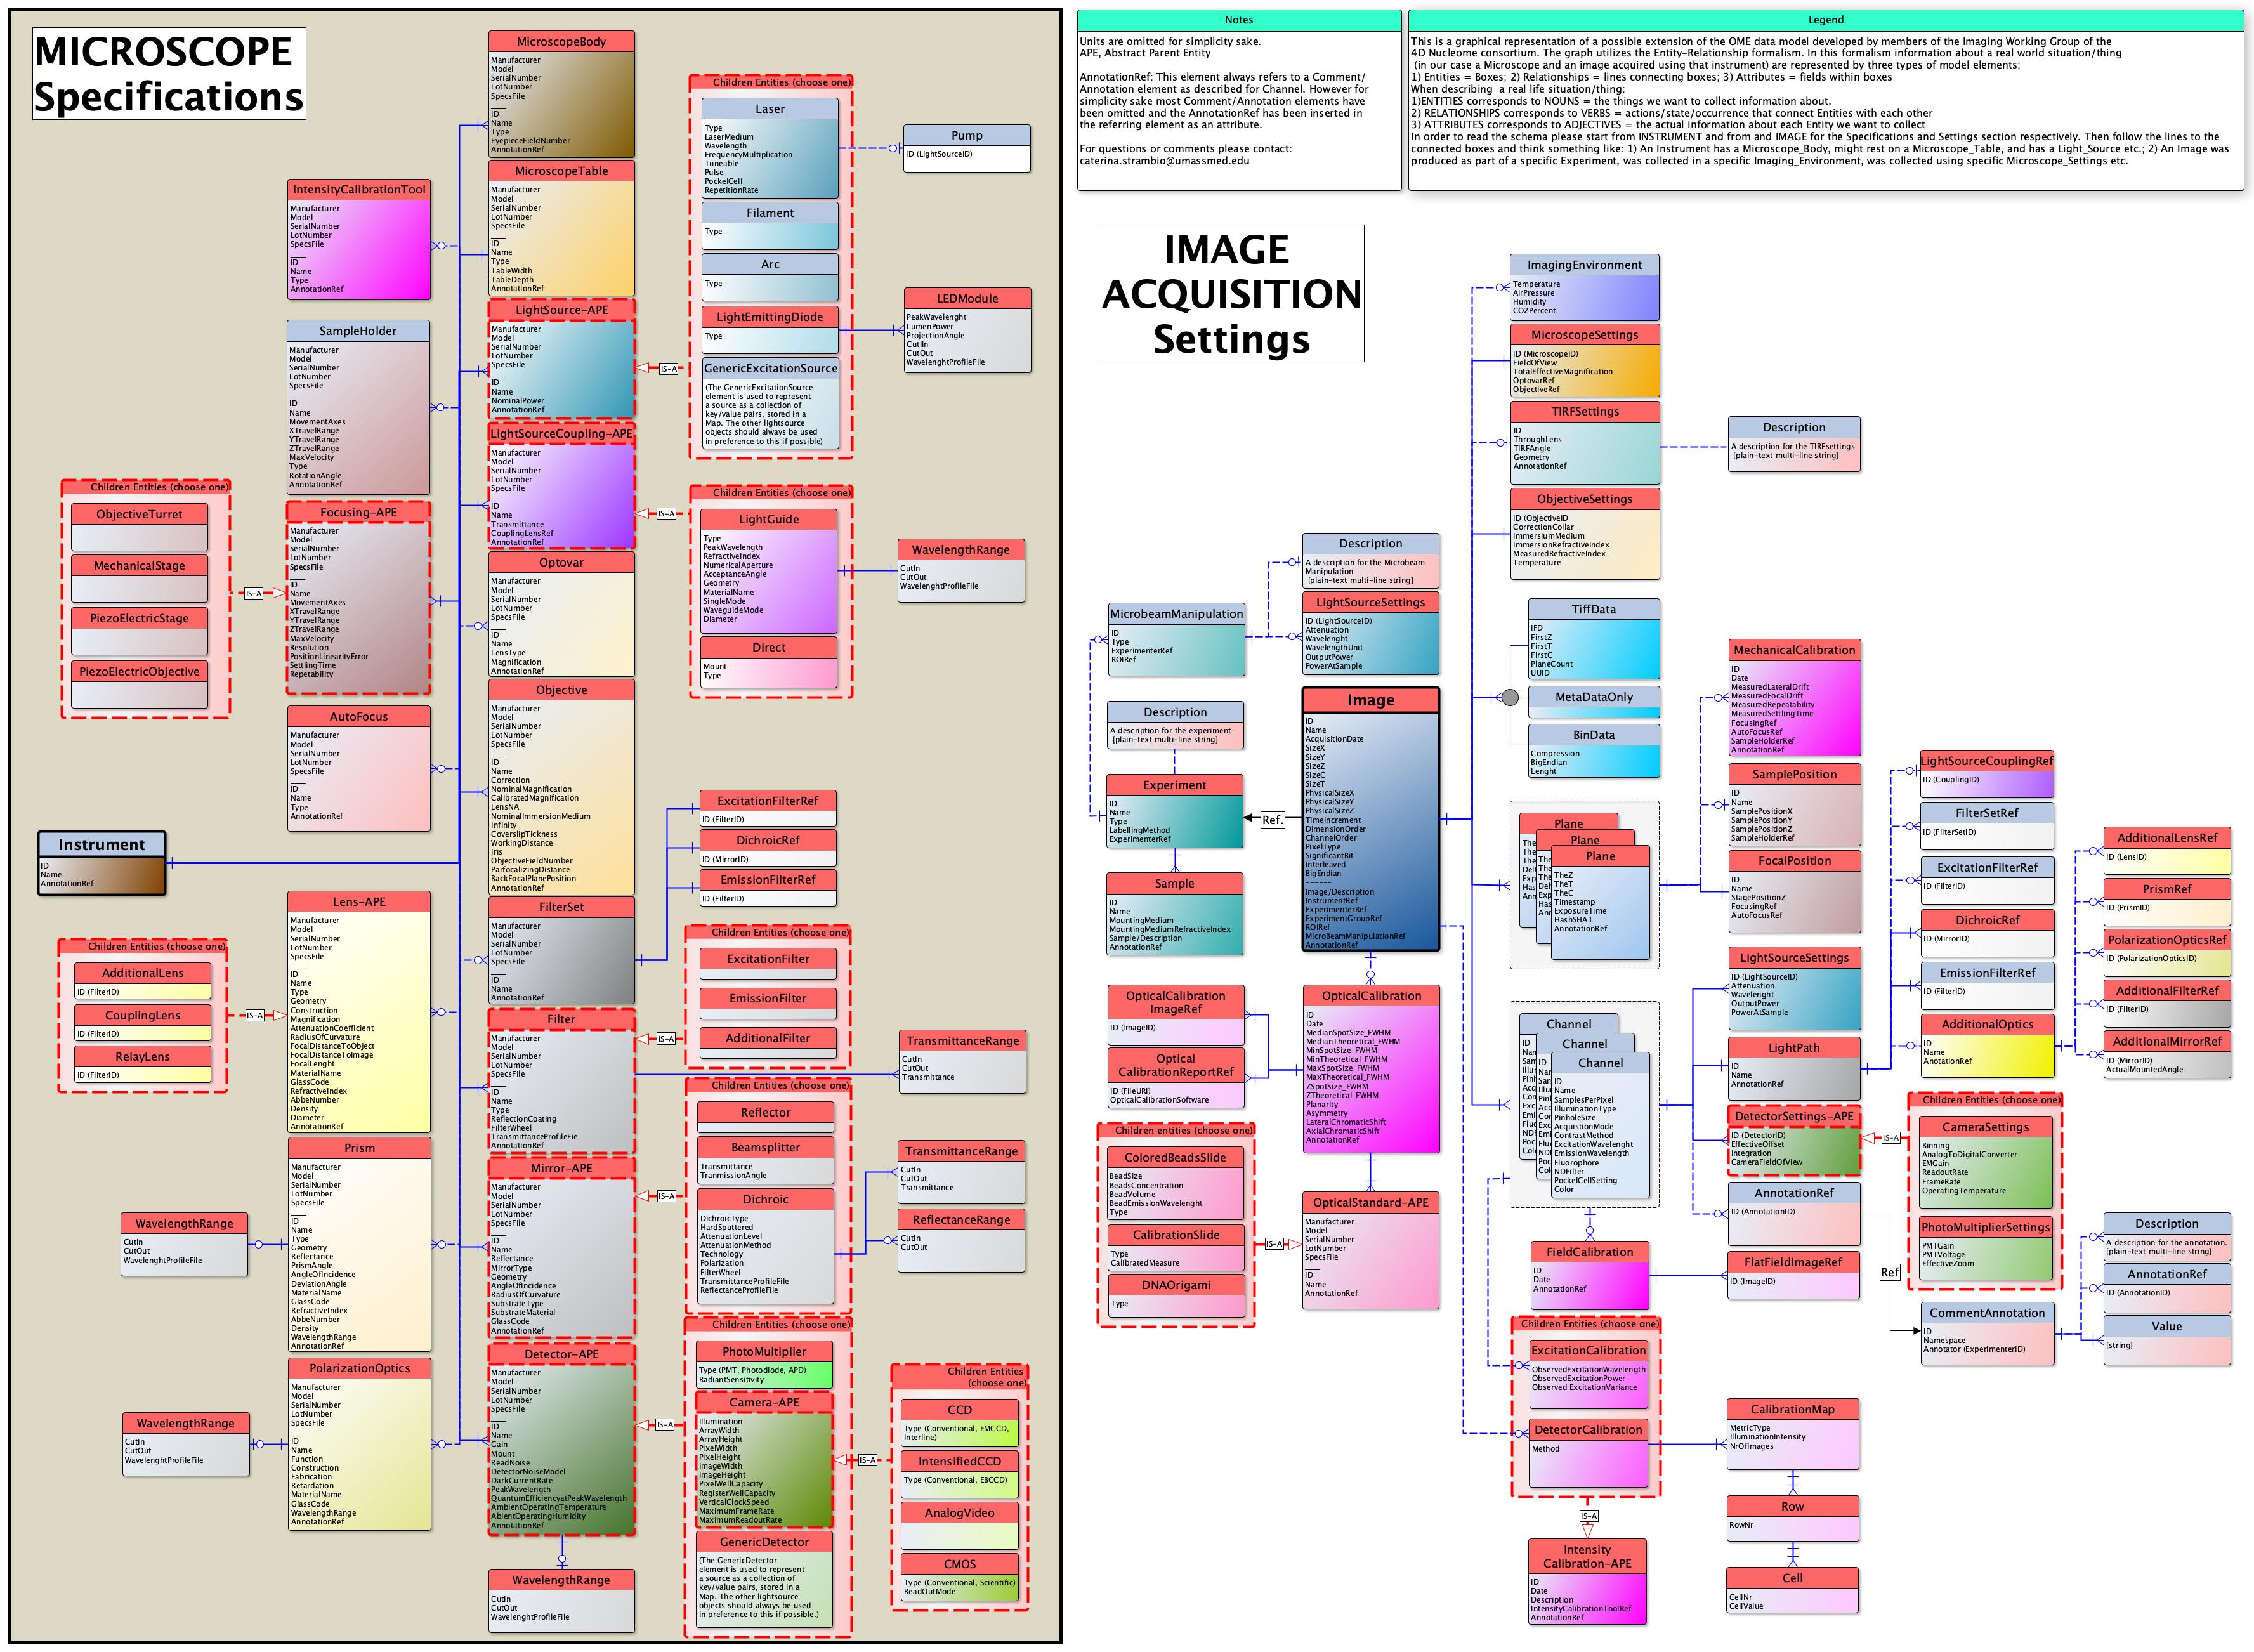 MICROSCOPE
Specifications
MicroscopeBody
Manufacturer
Model
SerialNumber
LotNumber
SpecsFile
___
ID
Name
Type
EyepieceFieldNumber
AnnotationRef
MicroscopeTable
Manufacturer
Model
SerialNumber
LotNumber
SpecsFile
___
ID
Name
Type
TableWidth
TableDepth
AnnotationRef
LightSource-APE
Manufacturer
Model
SerialNumber
LotNumber
SpecsFile
___
ID
Name
NominalPower
AnnotationRef
LightSourceCoupling-APE
Manufacturer
Model
SerialNumber
LotNumber
SpecsFile
_
ID
Name
Transmittance
CouplingLensRef
AnnotationRef
Optovar
Manufacturer
Model
SerialNumber
LotNumber
SpecsFile
___
ID
Name
LensType
Magnification
AnnotationRef
Objective
Manufacturer
Model
SerialNumber
LotNumber
SpecsFile
___
ID
Name
Correction
NominalMagnification
CalibratedMagnification
LensNA
NominalImmersionMedium
Infinity
CoverslipTickness
WorkingDistance
Iris
ObjectiveFieldNumber
ParfocalizingDistance
BackFocalPlanePosition
AnnotationRef
FilterSet
Manufacturer
Model
SerialNumber
LotNumber
SpecsFile
___
ID
Name
AnnotationRef
Filter
Manufacturer
Model
SerialNumber
LotNumber
SpecsFile
___
ID
Name
Type
ReflectionCoating
FilterWheel
TransmittanceProfileFie
AnnotationRef
Mirror-APE
Manufacturer
Model
SerialNumber
LotNumber
SpecsFile
___
ID
Name
Reflectance
MirrorType
Geometry
AngleOfIncidence
RadiusOfCurvature
SubstrateType
SubstrateMaterial
GlassCode
AnnotationRef
Detector-APE
Manufacturer
Model
SerialNumber
LotNumber
SpecsFile
___
ID
Name
Gain
Mount
ReadNoise
DetectorNoiseModel
DarkCurrentRate
PeakWavelength
QuantumEfficiencyatPeakWavelength
AmbientOperatingTemperature
AbientOperatingHumidity
AnnotationRef
WavelengthRange
CutIn
CutOut
WavelenghtProfileFile
IntensityCalibrationTool
Manufacturer
Model
SerialNumber
LotNumber
SpecsFile
___
ID
Name
Type
AnnotationRef
SampleHolder
Manufacturer
Model
SerialNumber
LotNumber
SpecsFile
___
ID
Name
MovementAxes
XTravelRange
YTravelRange
ZTravelRange
MaxVelocity
Type
RotationAngle
AnnotationRef
Focusing-APE
Manufacturer
Model
SerialNumber
LotNumber
SpecsFile
___
ID
Name
MovementAxes
XTravelRange
YTravelRange
ZTravelRange
MaxVelocity
Resolution
PositionLinearityError
SettlingTime
Repetability
Children Entities (choose one)
ObjectiveTurret
MechanicalStage
PiezoElectricStage
PiezoElectricObjective
IS-A
AutoFocus
Manufacturer
Model
SerialNumber
LotNumber
SpecsFile
___
ID
Name
Type
AnnotationRef
Instrument
ID
Name
AnnotationRef
Lens-APE
Manufacturer
Model
SerialNumber
LotNumber
SpecsFile
___
ID
Name
Type
Geometry
Construction
Magnification
AttenuationCoefficient
RadiusOfCurvature
FocalDistanceToObject
FocalDistanceToImage
FocalLenght
MaterialName
GlassCode
RefractiveIndex
AbbeNumber
Density
Diameter
AnnotationRef
Children Entities (choose one)
AdditionalLens
ID (FilterID)
CouplingLens
ID (FilterID)
RelayLens
ID (FilterID)
IS-A
Prism
Manufacturer
Model
SerialNumber
LotNumber
SpecsFile
___
ID
Name
Type
Geometry
Reflectance
PrismAngle
AngleOfIncidence
DeviationAngle
MaterialName
GlassCode
RefractiveIndex
AbbeNumber
Density
WavelengthRange
AnnotationRef
WavelengthRange
CutIn
CutOut
WavelenghtProfileFile
PolarizationOptics
Manufacturer
Model
SerialNumber
LotNumber
SpecsFile
___
ID
Name
Function
Construction
Fabrication
Retardation
MaterialName
GlassCode
WavelengthRange
AnnotationRef
WavelengthRange
CutIn
CutOut
WavelenghtProfileFile
Children Entities (choose one)
Laser
Type
LaserMedium
Wavelength
FrequencyMultiplication
Tuneable
Pulse
PockelCell
RepetitionRate
Filament
Type
Arc
Type
LightEmittingDiode
Type
GenericExcitationSource
(The GenericExcitationSource
element is used to represent
a source as a collection of
key/value pairs, stored in a
Map. The other lightsource
objects should always be used
in preference to this if possible)
IS-A
Pump
ID (LightSourceID)
LEDModule
PeakWavelenght
LumenPower
ProjectionAngle
CutIIn
CutOut
WavelenghtProfileFIle
Children Entities (choose one)
LightGuide
Type
PeakWavelength
RefractiveIndex
NumericalAperture
AcceptanceAngle
Geometry
MaterialName
SingleMode
WaveguideMode
Diameter
Direct
Mount
Type
IS-A
WavelengthRange
CutIn
CutOut
WavelenghtProfileFile
ExcitationFilterRef
ID (FilterID)
DichroicRef
ID (MirrorID)
EmissionFilterRef
ID (FilterID)
Children Entities (choose one)
ExcitationFilter
EmissionFilter
AdditionalFilter
IS-A
TransmittanceRange
CutIn
CutOut
Transmittance
Children Entities (choose one)
Reflector
Beamsplitter
Transmittance
TranmissionAngle
Dichroic
DichroicType
HardSputtered
AttenuationLevel
AttenuationMethod
Technology
Polarization
FilterWheel
TransmittanceProfileFile
ReflectanceProfileFile
IS-A
TransmittanceRange
CutIn
CutOut
Transmittance
ReflectanceRange
CutIn
CutOut
Children Entities (choose one)
PhotoMultiplier
Type (PMT, Photodiode, APD)
RadiantSensitivity
Camera-APE
Illumination
ArrayWidth
ArrayHeight
PixelWidth
PixelHeight
ImageWidth
ImageHeight
PixelWellCapacity
RegisterWellCapacity
VerticalClockSpeed
MaximumFrameRate
MaximumReadoutRate
GenericDetector
(The GenericDetector
element is used to represent
a source as a collection of
key/value pairs, stored in a
Map. The other lightsource
objects should always be used
in preference to this if possible.)
IS-A
Children Entities
(choose one)
CCD
Type (Conventional, EMCCD,
Interline)
IntensifiedCCD
Type (Conventional, EBCCD)
AnalogVideo
CMOS
Type (Conventional, Scientific)
ReadOutMode
IS-A
Notes
Units are omitted for simplicity sake.
APE, Abstract Parent Entity
AnnotationRef: This element always refers to a Comment/
Annotation element as described for Channel. However for
simplicity sake most Comment/Annotation elements have
been omitted and the AnnotationRef has been inserted in
the referring element as an attribute.
For questions or comments please contact:
caterina.strambio@umassmed.edu
Legend
This is a graphical representation of a possible extension of the OME data model developed by members of the Imaging Working Group of the
4D Nucleome consortium. The graph utilizes the Entity-Relationship formalism. In this formalism information about a real world situation/thing
(in our case a Microscope and an image acquired using that instrument) are represented by three types of model elements:
1) Entities = Boxes; 2) Relationships = lines connecting boxes; 3) Attributes = fields within boxes
When describing a real life situation/thing:
1)ENTITIES corresponds to NOUNS = the things we want to collect information about.
2) RELATIONSHIPS corresponds to VERBS = actions/state/occurrence that connect Entities with each other
3) ATTRIBUTES corresponds to ADJECTIVES = the actual information about each Entity we want to collect
In order to read the schema please start from INSTRUMENT and from and IMAGE for the Specifications and Settings section respectively. Then follow the lines to the
connected boxes and think something like: 1) An Instrument has a Microscope_Body, might rest on a Microscope_Table, and has a Light_Source etc.; 2) An Image was
produced as part of a specific Experiment, was collected in a specific Imaging_Environment, was collected using specific Microscope_Settings etc.
IMAGE
ACQUISITION
Settings
ImagingEnvironment
Temperature
AirPressure
Humidity
CO2Percent
MicroscopeSettings
ID (MicroscopeID)
FieldOfView
TotalEffectiveMagnification
OptovarRef
ObjectiveRef
TIRFSettings
ID
ThroughLens
TIRFAngle
Geometry
AnnotationRef
Description
A description for the TIRFsettings
[plain-text multi-line string]
ObjectiveSettings
ID (ObjectiveID
CorrectionCollar
ImmersiumMedium
ImmersionRefractiveIndex
MeasuredRefractiveIndex
Temperature
Description
A description for the Microbeam
Manipulation
[plain-text multi-line string]
MicrobeamManipulation
ID
Type
ExperimenterRef
ROIRef
LightSourceSettings
ID (LightSourceID)
Attenuation
Wavelenght
WavelengthUnit
OutputPower
PowerAtSample
TiffData
IFD
FirstZ
FirstT
FirstC
PlaneCount
UUID
MetaDataOnly
BinData
Compression
BigEndian
Lenght
Image
ID
Name
AcquisitionDate
SizeX
SizeY
SizeZ
SizeC
SizeT
PhysicalSizeX
PhysicalSizeY
PhysicalSizeZ
TimeIncrement
DimensionOrder
ChannelOrder
PixelType
SignificantBit
Interleaved
BigEndian
~~~~~~
Image/Description
InstrumentRef
ExperimenterRef
ExperimentGroupRef
ROIRef
MicroBeamManipulationRef
AnnotationRef
Description
A description for the experiment
[plain-text multi-line string]
Experiment
ID
Name
Type
LabellingMethod
ExperimenterRef
Ref.
Sample
ID
Name
MountingMedium
MountingMediumRefractiveIndex
Sample/Description
AnnotationRef
Plane
Plane
Plane
TheZ
TheT
TheC
Timestamp
ExposureTime
HashSHA1
AnnotationRef
MechanicalCalibration
ID
Date
MeasuredLateralDrift
MeasuredFocalDrift
MeasuredRepeatability
MeasuredSettlingTime
FocusingRef
AutoFocusRef
SampleHolderRef
AnnotationRef
SamplePosition
ID
Name
SamplePositionX
SamplePositionY
SamplePositionZ
SampleHolderRef
FocalPosition
ID
Name
StagePositionZ
FocusingRef
AutoFocusRef
OpticalCalibration
ImageRef
ID (ImageID)
Optical
CalibrationReportRef
ID (FileURI)
OpticalCalibrationSoftware
OpticalCalibration
ID
Date
MedianSpotSize_FWHM
MedianTheoretical_FWHM
MinSpotSize_FWHM
MinTheoretical_FWHM
MaxSpotSize_FWHM
MaxTheoretical_FWHM
ZSpotSize_FWHM
ZTheoretical_FWHM
Planarity
Asymmetry
LateralChromaticShift
AxialChromaticShift
AnnotationRef
Children entities (choose one)
ColoredBeadsSlide
BeadSize
BeadsConcentration
BeadVolume
BeadEmissionWavelenght
Type
CalibrationSlide
Type
CalibratedMeasure
DNAOrigami
Type
IS-A
OpticalStandard-APE
Manufacturer
Model
SerialNumber
LotNumber
SpecsFile
___
ID
Name
AnnotationRef
Channel
Channel
Channel
ID
Name
SamplesPerPixel
IlluminationType
PinholeSize
AcquistionMode
ContrastMethod
ExcitationWavelenght
EmissionWavelength
Fluorophore
NDFilter
PockelCellSetting
Color
LightSourceSettings
ID (LightSourceID)
Attenuation
Wavelenght
OutputPower
PowerAtSample
LightPath
ID
Name
AnnotationRef
DetectorSettings-APE
ID (DetectorID)
EffectiveOffset
Integration
CameraFieldOfView
AnnotationRef
ID (AnnotationID)
LightSourceCouplingRef
ID (CouplingID)
FilterSetRef
ID (FilterSetID)
ExcitationFilterRef
ID (FilterID)
DichroicRef
ID (MirrorID)
EmissionFilterRef
ID (FilterID)
AdditionalOptics
ID
Name
AnotationRef
AdditionalLensRef
ID (LensID)
PrismRef
ID (PrismID)
PolarizationOpticsRef
ID (PolarizationOpticsID)
AdditionalFilterRef
ID (FilterID)
AdditionalMirrorRef
ID (MirrorID)
ActualMountedAngle
Children Entities (choose one)
CameraSettings
Binning
AnalogToDigitalConverter
EMGain
ReadoutRate
FrameRate
OperatingTemperature
PhotoMultiplierSettings
PMTGain
PMTVoltage
EffectiveZoom
IS-A
FieldCalibration
ID
Date
AnnotationRef
FlatFieldImageRef
ID (ImageID)
Ref
CommentAnnotation
ID
Namespace
Annotator (ExperimenterID)
Description
A description for the annotation.
[plain-text multi-line string]
AnnotationRef
ID (AnnotationID)
Value
[string]
Children Entities (choose one)
ExcitationCalibration
ObservedExcitationWavelength
ObservedExcitationPower
Observed ExcitationVariance
DetectorCalibration
Method
IS-A
Intensity
Calibration-APE
ID
Date
Description
IntensityCalibrationToolRef
AnnotationRef
CalibrationMap
MetricType
IlluminationIntensity
NrOfImages
Row
RowNr
Cell
CellNr
CellValue